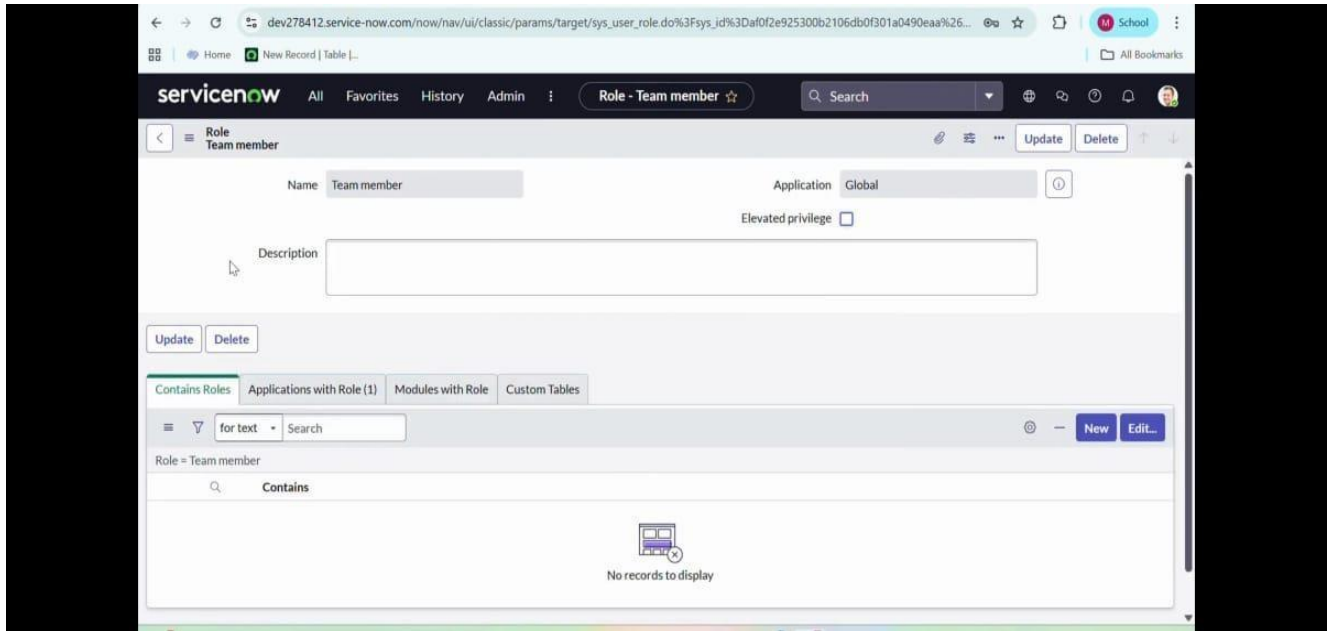 dev278412.service-now.com/now/nav/ui/classic/params/target/sys_user_role.do%3Fsys_id%3Daf0f2e925300b2106db0f301a0490eaa%26...
M School
Home New Record | Table |... All Bookmarks
servicenow All Favorites History Admin Role - Team member Search
Role
Team member
Update Delete
Name Team member Application Global
Elevated privilege
Description
Update Delete
Contains Roles Applications with Role (1) Modules with Role Custom Tables
for text Search New Edit...
Role = Team member
Contains
No records to display